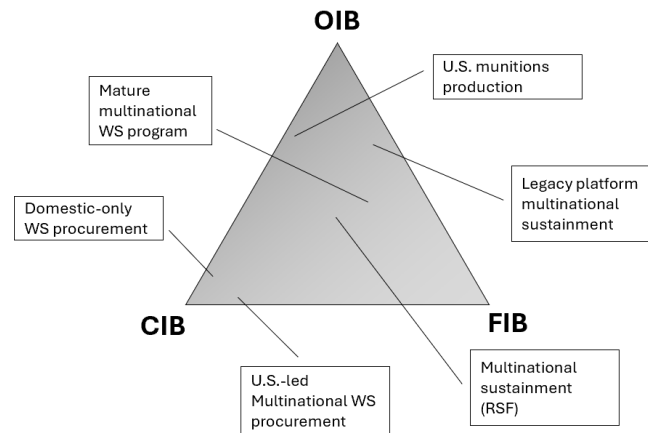 OIB
U.S. munitions
production
Mature
multinational
WS program
Legacy platform
multinational
sustainment
Domestic-only
WS procurement
CIB
FIB
U.S.-led
Multinational WS
procurement
Multinational
sustainment
(RSF)